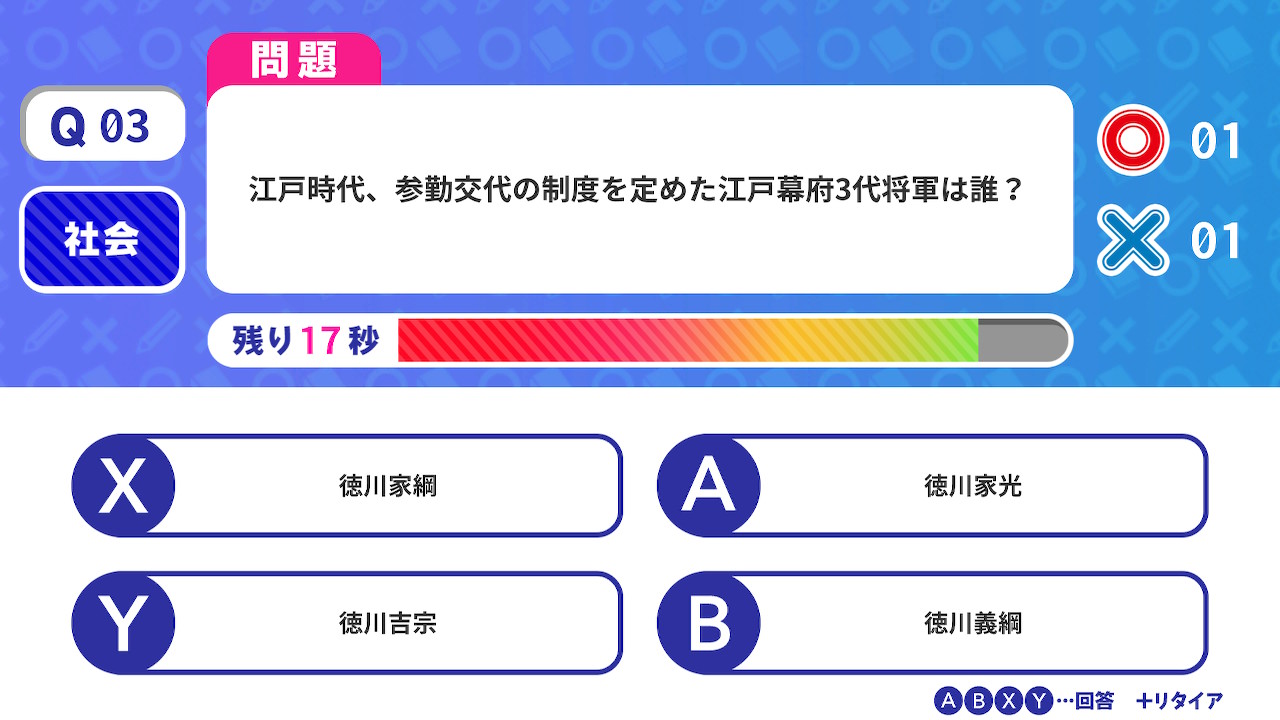 問題
Q 03
社会
江戸時代、参勤交代の制度を定めた江戸幕府3代将軍は誰？
01
01
残り17秒
X 徳川家綱
A 徳川家光
Y 徳川吉宗
B 徳川義綱
ABXY…回答 +リタイア